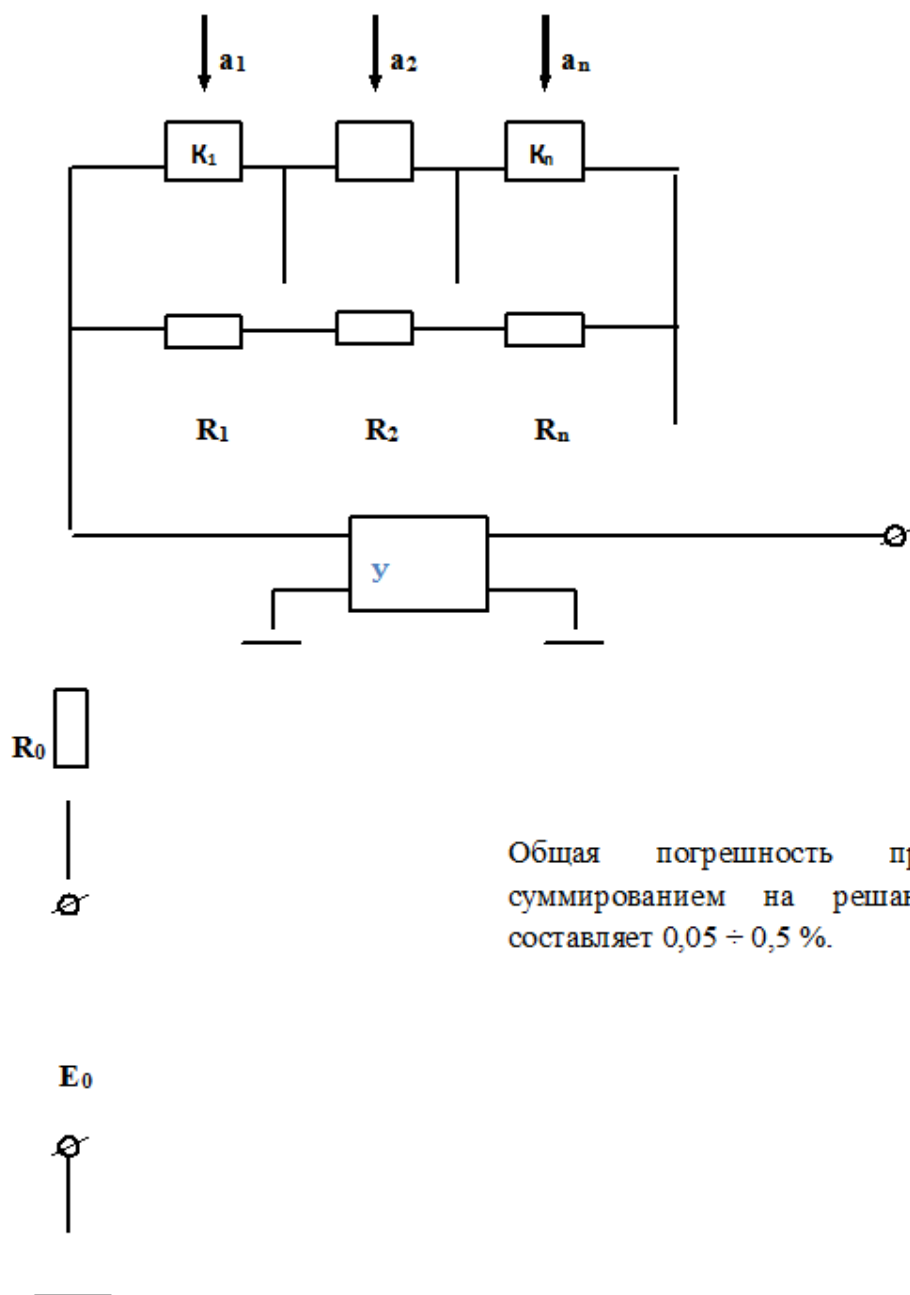 a1 a2 an
K1 Kn
R1 R2 Rn
у
R0
Общая погрешность
суммированием на
составляет 0,05 ÷ 0,5 %.
E0